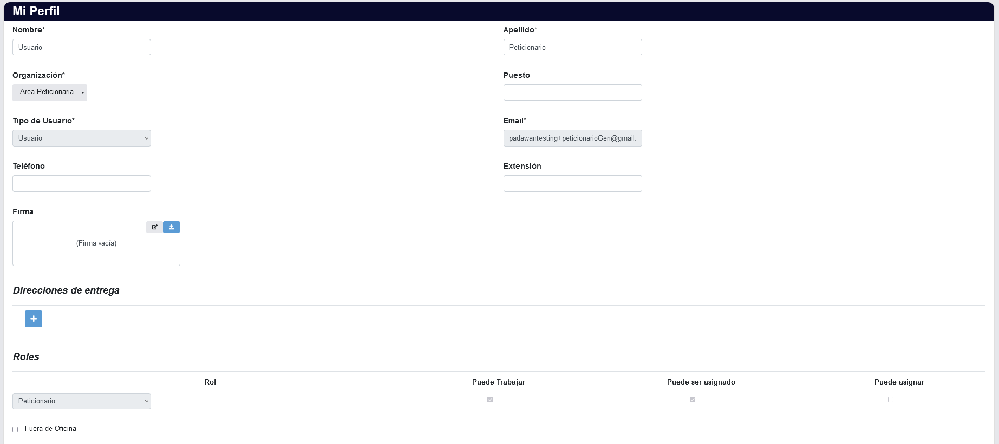 Mi Perfil
Nombre* Apellido*
Usuario Peticionario
Organización* Puesto
Area Peticionaria
Tipo de Usuario* Email*
Usuario padawantesting+peticionarioGen@gmail.
Teléfono Extensión
Firma
(Firma vacía)
Direcciones de entrega
Roles
Rol Puede Trabajar Puede ser asignado Puede asignar
Peticionario
Fuera de Oficina